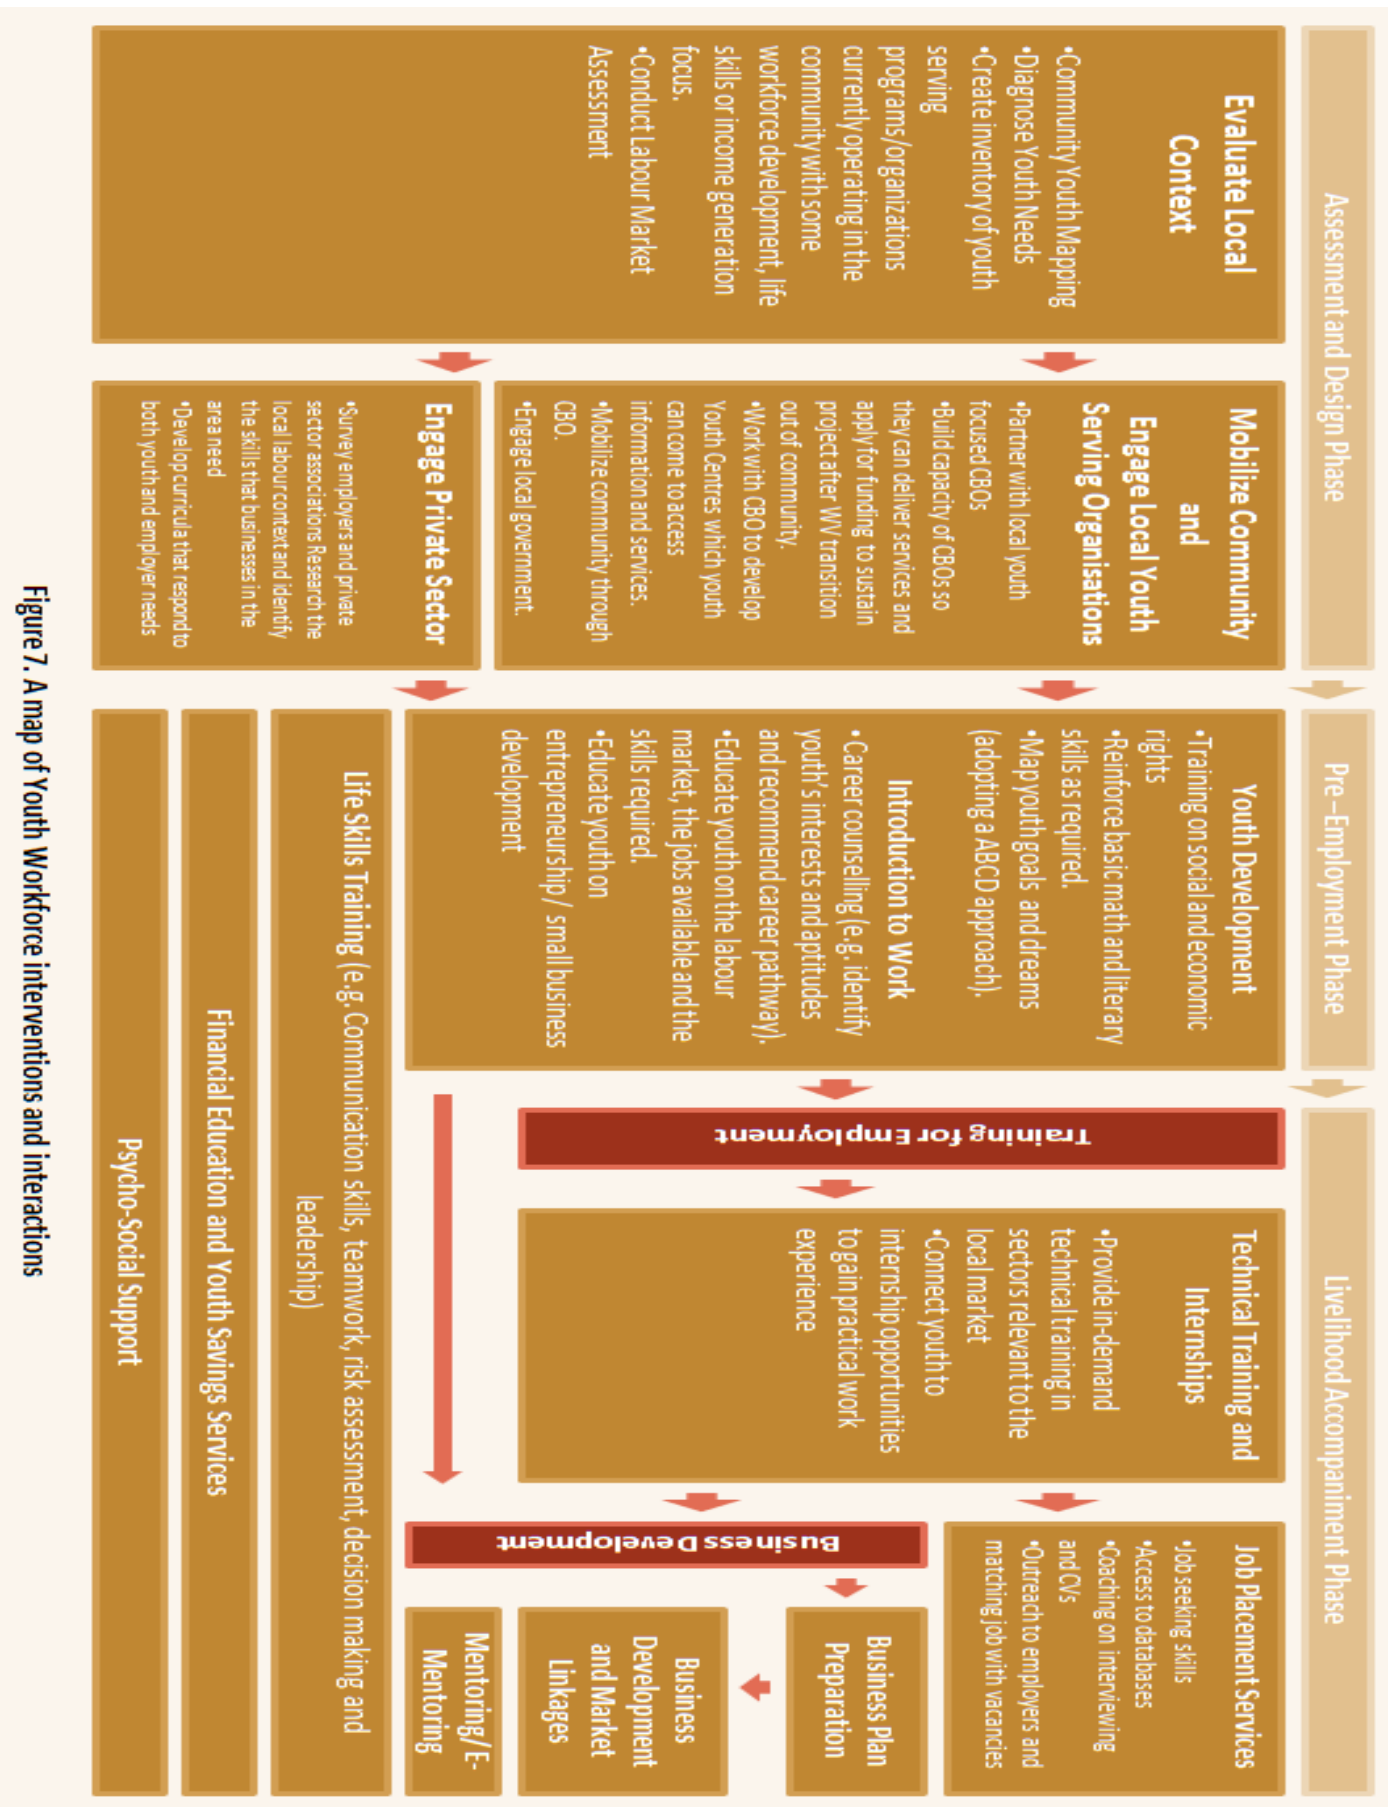 Assessment and Design Phase
Pre–Employment Phase
Livelihood Accompaniment Phase
Evaluate Local
Context
•Community Youth Mapping
•Diagnose Youth Needs
•Create inventory of youth
serving
programs/organizations
currently operating in the
community with some
workforce development, life
skills or income generation
focus.
•Conduct Labour Market
Assessment
Mobilize Community
and
Engage Local Youth
Serving Organisations
•Partner with local youth
focused CBOs
•Build capacity of CBOs so
they can deliver services and
apply for funding to sustain
project after WV transition
out of community.
•Work with CBO to develop
Youth Centres which youth
can come to access
information and services.
•Mobilize community through
CBO.
•Engage local government.
Engage Private Sector
•Survey employers and private
sector associations Research the
local labour context and identify
the skills that businesses in the
area need
•Develop curricula that respond to
both youth and employer needs
Youth Development
•Training on social and economic
rights
•Reinforce basic math and literary
skills as required.
•Map youth goals and dreams
(adopting a ABCD approach).
Introduction to Work
•Career counselling (e.g. identify
youth's interests and aptitudes
and recommend career pathway).
•Educate youth on the labour
market, the jobs available and the
skills required.
•Educate youth on
entrepreneurship/ small business
development
Training for Employment
Technical Training and
Internships
•Provide in-demand
technical training in
sectors relevant to the
local market
•Connect youth to
internship opportunities
to gain practical work
experience
Job Placement Services
•Job seeking skills
•Access to databases
•Coaching on interviewing
and CVs
•Outreach to employers and
matching job with vacancies
Business Development
Business Plan
Preparation
Business
Development
and Market
Linkages
Mentoring/E-
Mentoring
Life Skills Training (e.g. Communication skills, teamwork, risk assessment, decision making and
leadership)
Financial Education and Youth Savings Services
Psycho-Social Support
Figure 7. A map of Youth Workforce interventions and interactions